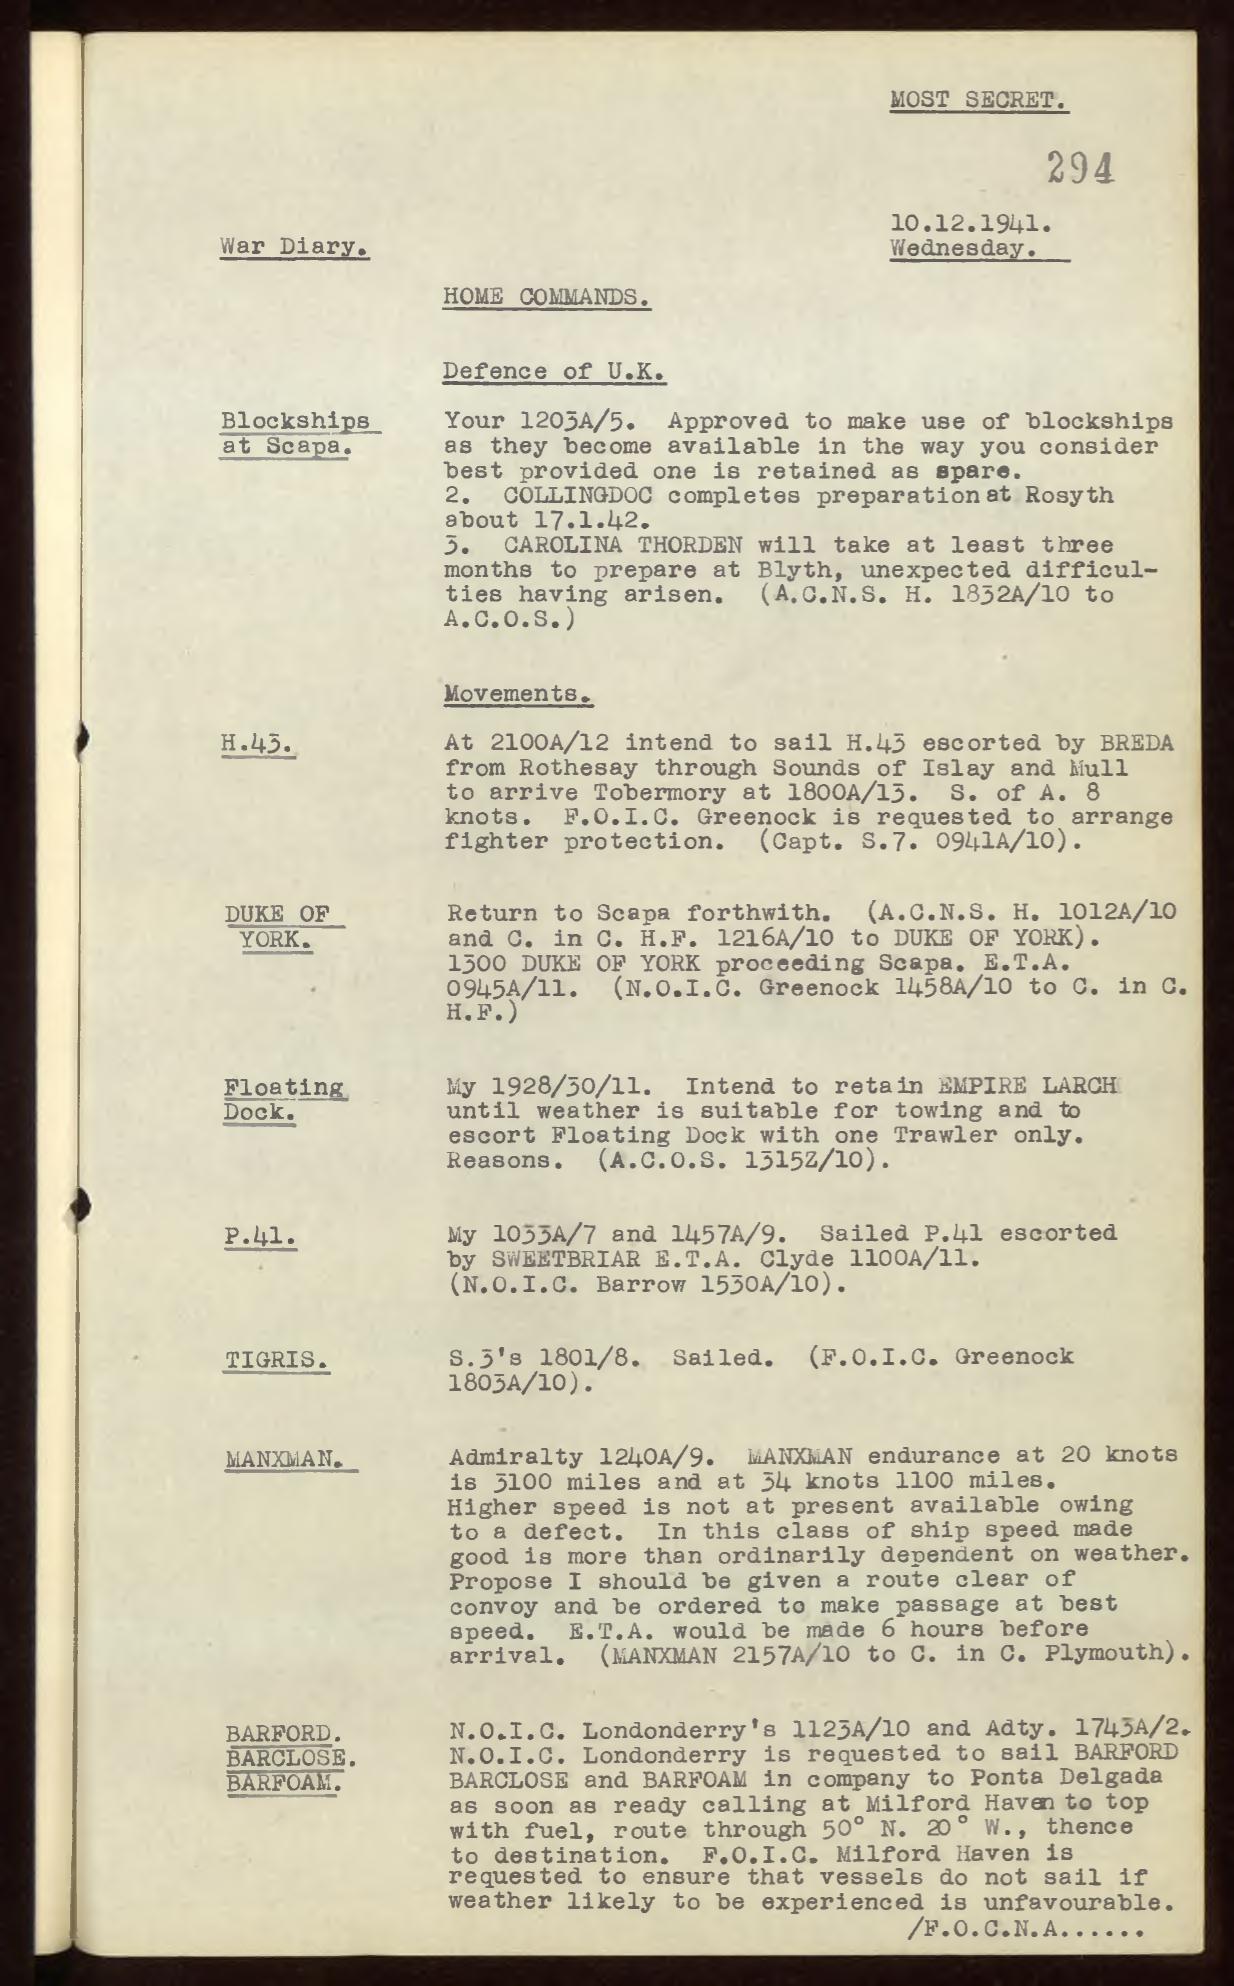 MOST SECRET.
294
10.12.1941.
War Diary.
Wednesday.
HOME COMMANDS.
Defence of U.K.
Blockships
at Scapa.
Your 1203A/5. Approved to make use of blockships
as they become available in the way you consider
best provided one is retained as spare.
2. COLLINGDOC completes preparation at Rosyth
about 17.1.42.
3. CAROLINA THORDEN will take at least three
months to prepare at Blyth, unexpected difficul-
ties having arisen. (A.C.N.S. H. 1832A/10 to
A.C.O.S.)
Movements.
H.43.
At 2100A/12 intend to sail H.43 escorted by BREDA
from Rothesay through Sounds of Islay and Mull
to arrive Tobermory at 1800A/13. S. of A. 8
knots. F.O.I.C. Greenock is requested to arrange
fighter protection. (Capt. S.7. 0941A/10).
DUKE OF
YORK.
Return to Scapa forthwith. (A.C.N.S. H. 1012A/10
and C. in C. H.F. 1216A/10 to DUKE OF YORK).
1300 DUKE OF YORK proceeding Scapa. E.T.A.
0945A/11. (N.O.I.C. Greenock 1458A/10 to C. in C.
H.F.)
Floating
Dock.
My 1928/30/11. Intend to retain EMPIRE LARCH
until weather is suitable for towing and to
escort Floating Dock with one Trawler only.
Reasons. (A.C.O.S. 1315Z/10).
P.41.
My 1033A/7 and 1457A/9. Sailed P.41 escorted
by SWEETBRIAR E.T.A. Clyde 1100A/11.
(N.O.I.C. Barrow 1530A/10).
TIGRIS.
S.3's 1801/8. Sailed. (F.O.I.C. Greenock
1803A/10).
MANXMAN.
Admiralty 1240A/9. MANXMAN endurance at 20 knots
is 3100 miles and at 34 knots 1100 miles.
Higher speed is not at present available owing
to a defect. In this class of ship speed made
good is more than ordinarily dependent on weather.
Propose I should be given a route clear of
convoy and be ordered to make passage at best
speed. E.T.A. would be made 6 hours before
arrival. (MANXMAN 2157A/10 to C. in C. Plymouth).
BARFORD.
BARCLOSE.
BARFOAM.
N.O.I.C. Londonderry's 1123A/10 and Adty. 1743A/2.
N.O.I.C. Londonderry is requested to sail BARFORD
BARCLOSE and BARFOAM in company to Ponta Delgada
as soon as ready calling at Milford Haven to top
with fuel, route through 50° N. 20° W., thence
to destination. F.O.I.C. Milford Haven is
requested to ensure that vessels do not sail if
weather likely to be experienced is unfavourable.
/F.O.C.N.A......